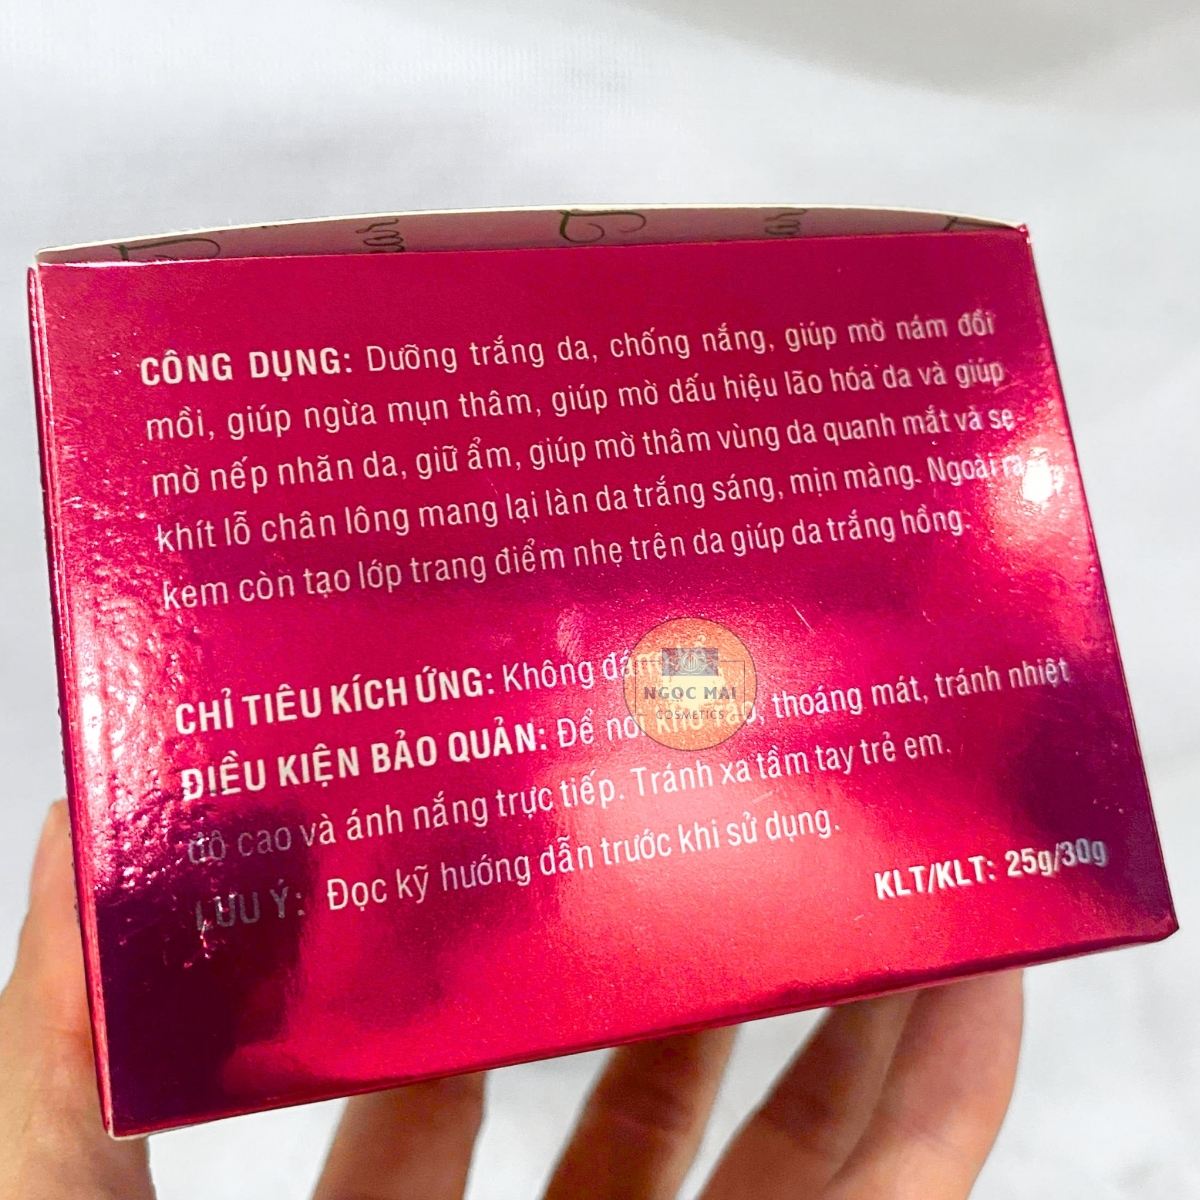 CÔNG DỤNG: Dưỡng trắng da, chống nắng, giúp mờ nám đồi
mồi, giúp ngừa mụn thâm, giúp mờ dấu hiệu lão hóa da và giúp
mờ nếp nhăn da, giữ ẩm, giúp mờ thâm vùng da quanh mắt và se
khít lỗ chân lông mang lại làn da trắng sáng, mịn màng. Ngoài ra
kem còn tạo lớp trang điểm nhẹ trên da giúp da trắng hồng.
CHỈ TIÊU KÍCH ỨNG: Không
ĐIỀU KIỆN BẢO QUẢN: Để nơi khô ráo, thoáng mát, tránh nhiệt
độ cao và ánh nắng trực tiếp. Tránh xa tầm tay trẻ em.
LƯU Ý: Đọc kỹ hướng dẫn trước khi sử dụng.
KLT/KLT: 25g/30g
NGỌC MAI
COSMETICS